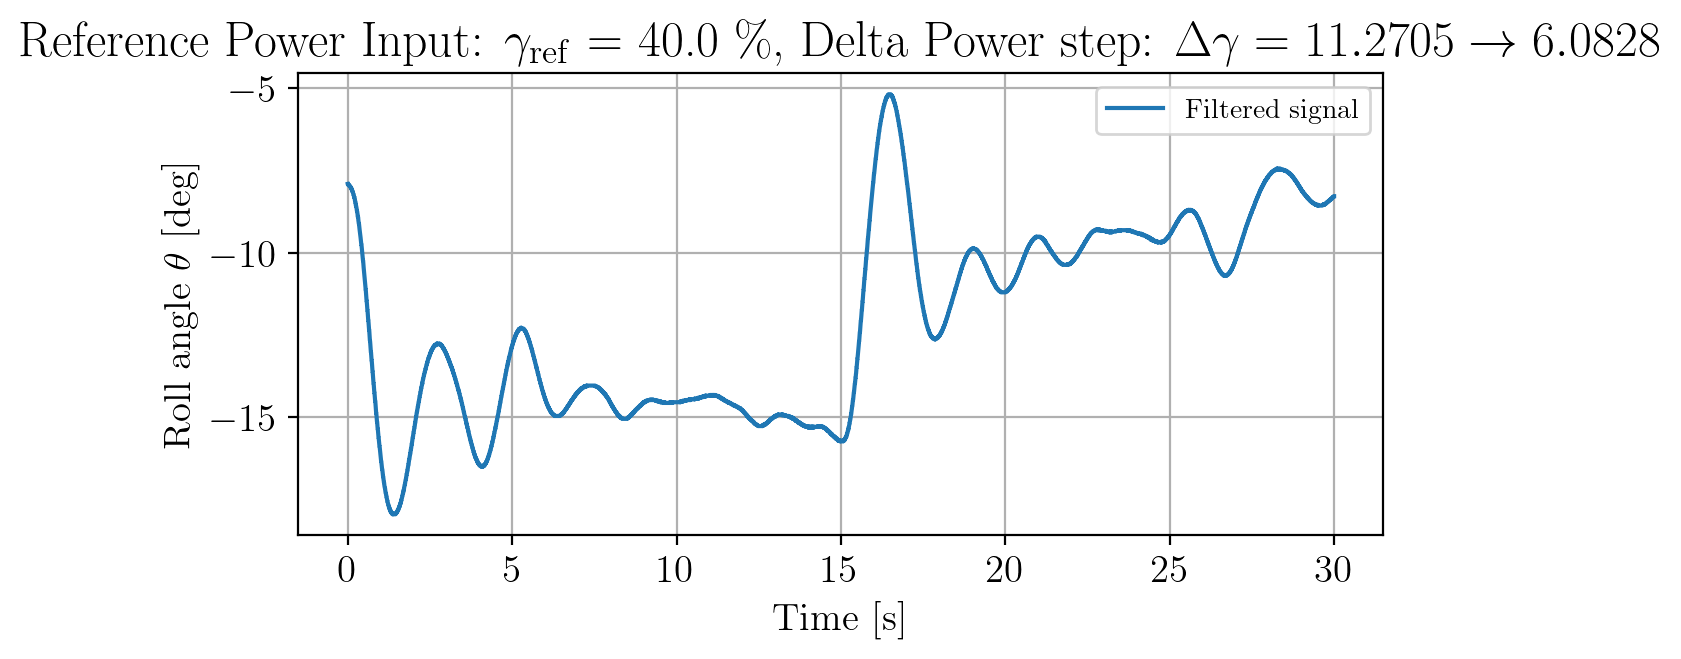 Reference Power Input: γref = 40.0 %, Delta Power step: Δγ = 11.2705 → 6.0828
Filtered signal
Roll angle θ [deg]
−5
−10
−15
0 5 10 15 20 25 30
Time [s]